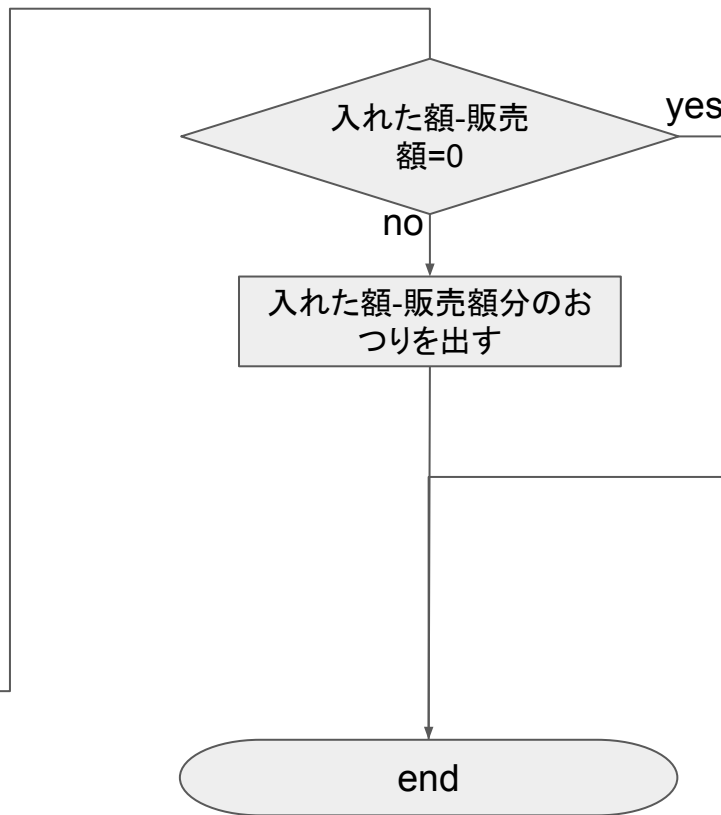 入れた額-販売
額=0
yes
no
入れた額-販売額分のお
つりを出す
end